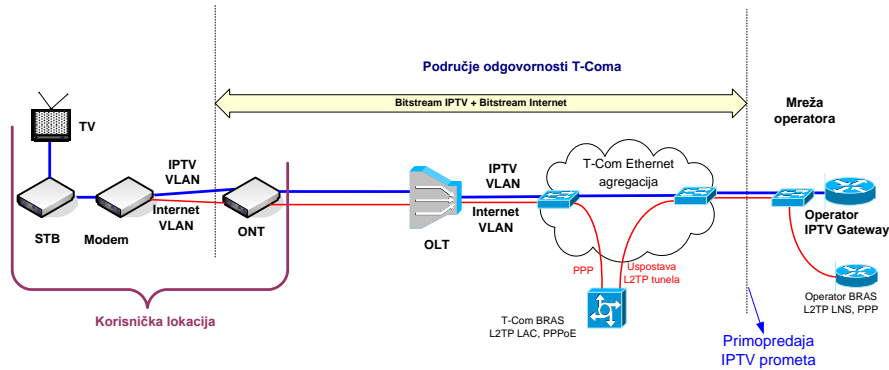 Područje odgovornosti T-Coma
Bitstream IPTV + Bitstream Internet
Mreža
operatora
TV
IPTV
VLAN
Internet
VLAN
STB
Modem
ONT
OLT
IPTV
VLAN
Internet
VLAN
T-Com Ethernet
agregacija
Operator
IPTV Gateway
PPP
Uspostava
L2TP tunela
T-Com BRAS
L2TP LAC, PPPoE
Operator BRAS
L2TP LNS, PPP
Korisnička lokacija
Primopredaja
IPTV prometa